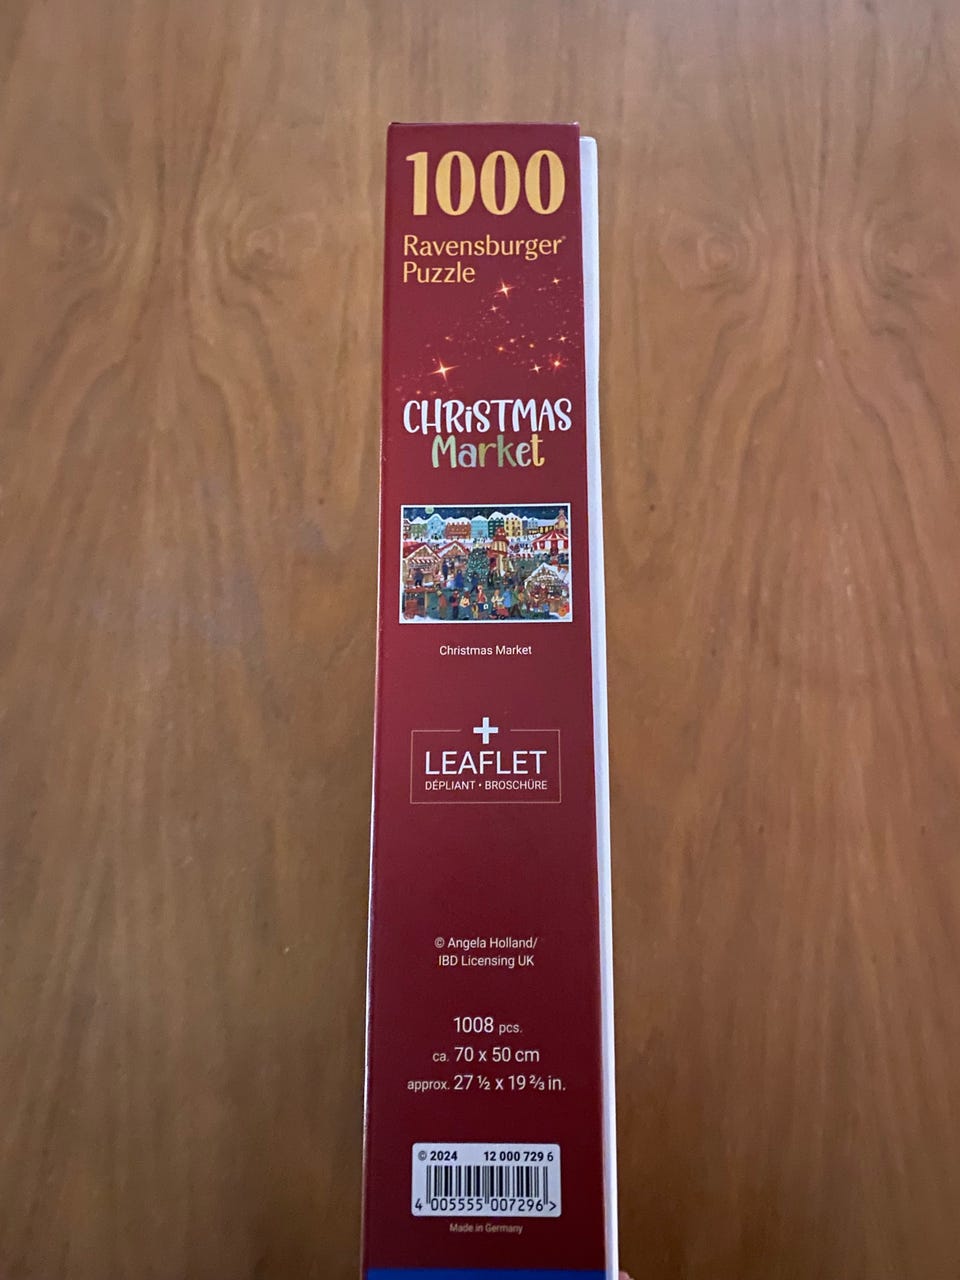 1000
Ravensburger®
Puzzle
CHRiSTMAS
Market
Christmas Market
+
LEAFLET
DÉPLIANT • BROSCHÜRE
© Angela Holland/
IBD Licensing UK
1008 pcs.
ca. 70 x 50 cm
approx. 27 ½ x 19 ⅔ in.
© 2024 12 000 729 6
4 005555 007296 >
Made in Germany